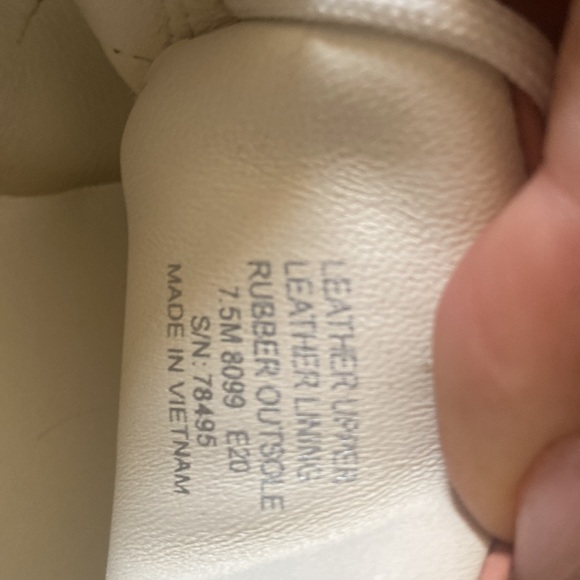 LEATHER UPPER
LEATHER LINING
RUBBER OUTSOLE
7.5M 8099 E20
S/N: 78495
MADE IN VIETNAM